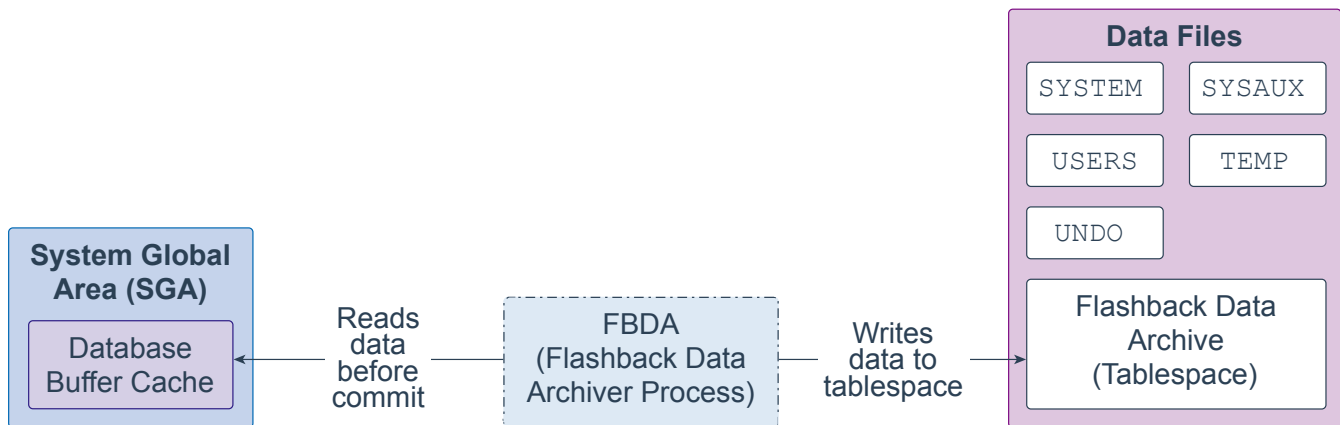 Data Files
SYSTEM
SYSAUX
USERS
TEMP
UNDO
System Global
Area (SGA)
Database
Buffer Cache
Reads
data
before
commit
FBDA
(Flashback Data
Archiver Process)
Writes
data to
tablespace
Flashback Data
Archive
(Tablespace)